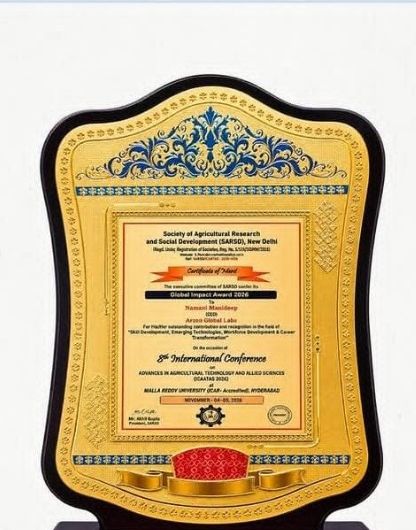 Society of Agricultural Research
and Social Development (SARSD), New Delhi
Certificate of Merit
The executive committee of SARSD confer its
Global Impact Award 2026
To
Namani Manideep
(CEO)
Arzen Global Labs
For His/Her outstanding contribution and recognition in the field of
"Skill Development, Emerging Technologies, Workforce Development & Career
Transformation"
On the occasion of
8th International Conference
on
ADVANCES IN AGRICULTURAL TECHNOLOGY AND ALLIED SCIENCES
(ICAATAS 2026)
at
MALLA REDDY UNIVERSITY (ICAR- Accredited), HYDERABAD
NOVEMBER - 04-05, 2026
President, SARSD